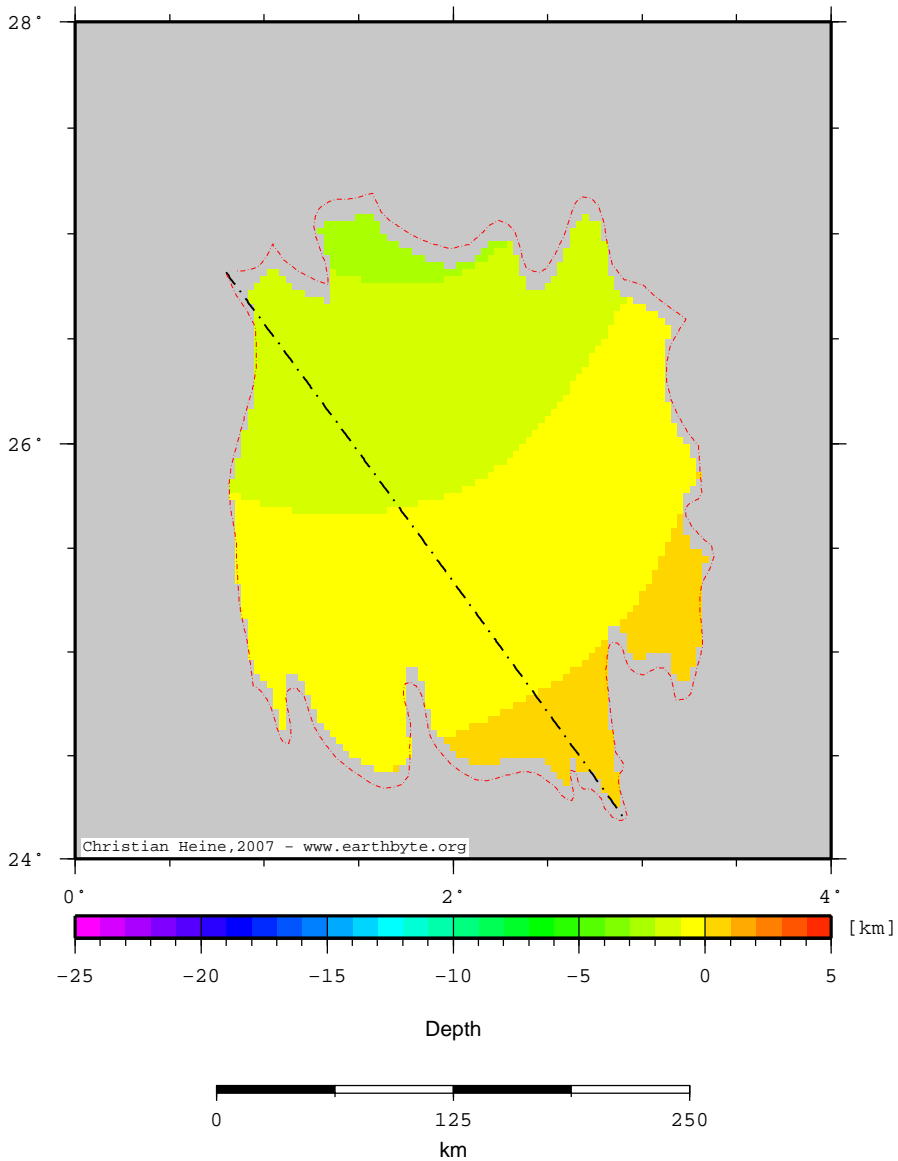 28°
26°
24°
Christian Heine,2007 - www.earthbyte.org
0° 2° 4°
[km]
−25 −20 −15 −10 −5 0 5
Depth
0 125 250
km